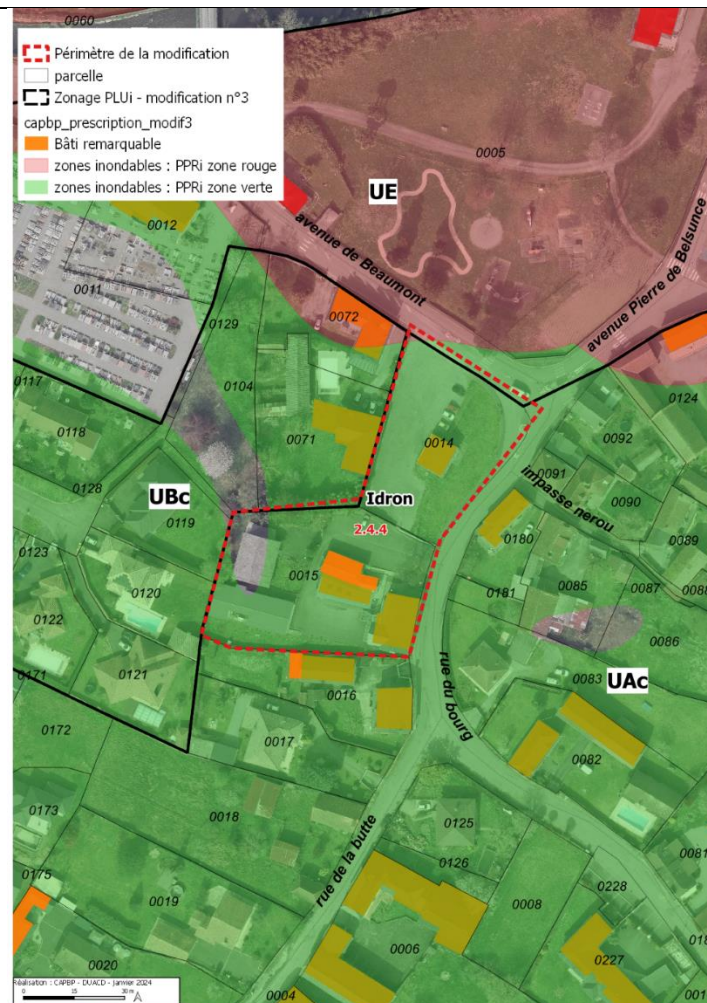 0060
Périmètre de la modification
parcelle
Zonage PLUi - modification n°3
capbp_prescription_modif3
Bâti remarquable
zones inondables : PPRi zone rouge
zones inondables : PPRi zone verte
0005
UE
0012
avenue de Beaumont
avenue Pierre de Belsunce
0011
0129
0072
0104
0124
0117
0118
0071
0014
0092
0091
0090
impasse nerou
0128
UBc
0119
Idron
2.4.4
0180
0089
0123
0120
0015
0181
0085
0087
0088
0122
0086
UAc
0171
0121
0016
rue du bourg
0083
0172
0017
0082
0018
0173
rue de la butte
0125
0126
0081
0175
0019
0228
0008
0006
0020
0227
0004
Réalisation : CAPBP - DUACD - janvier 2024
0 15 30 m